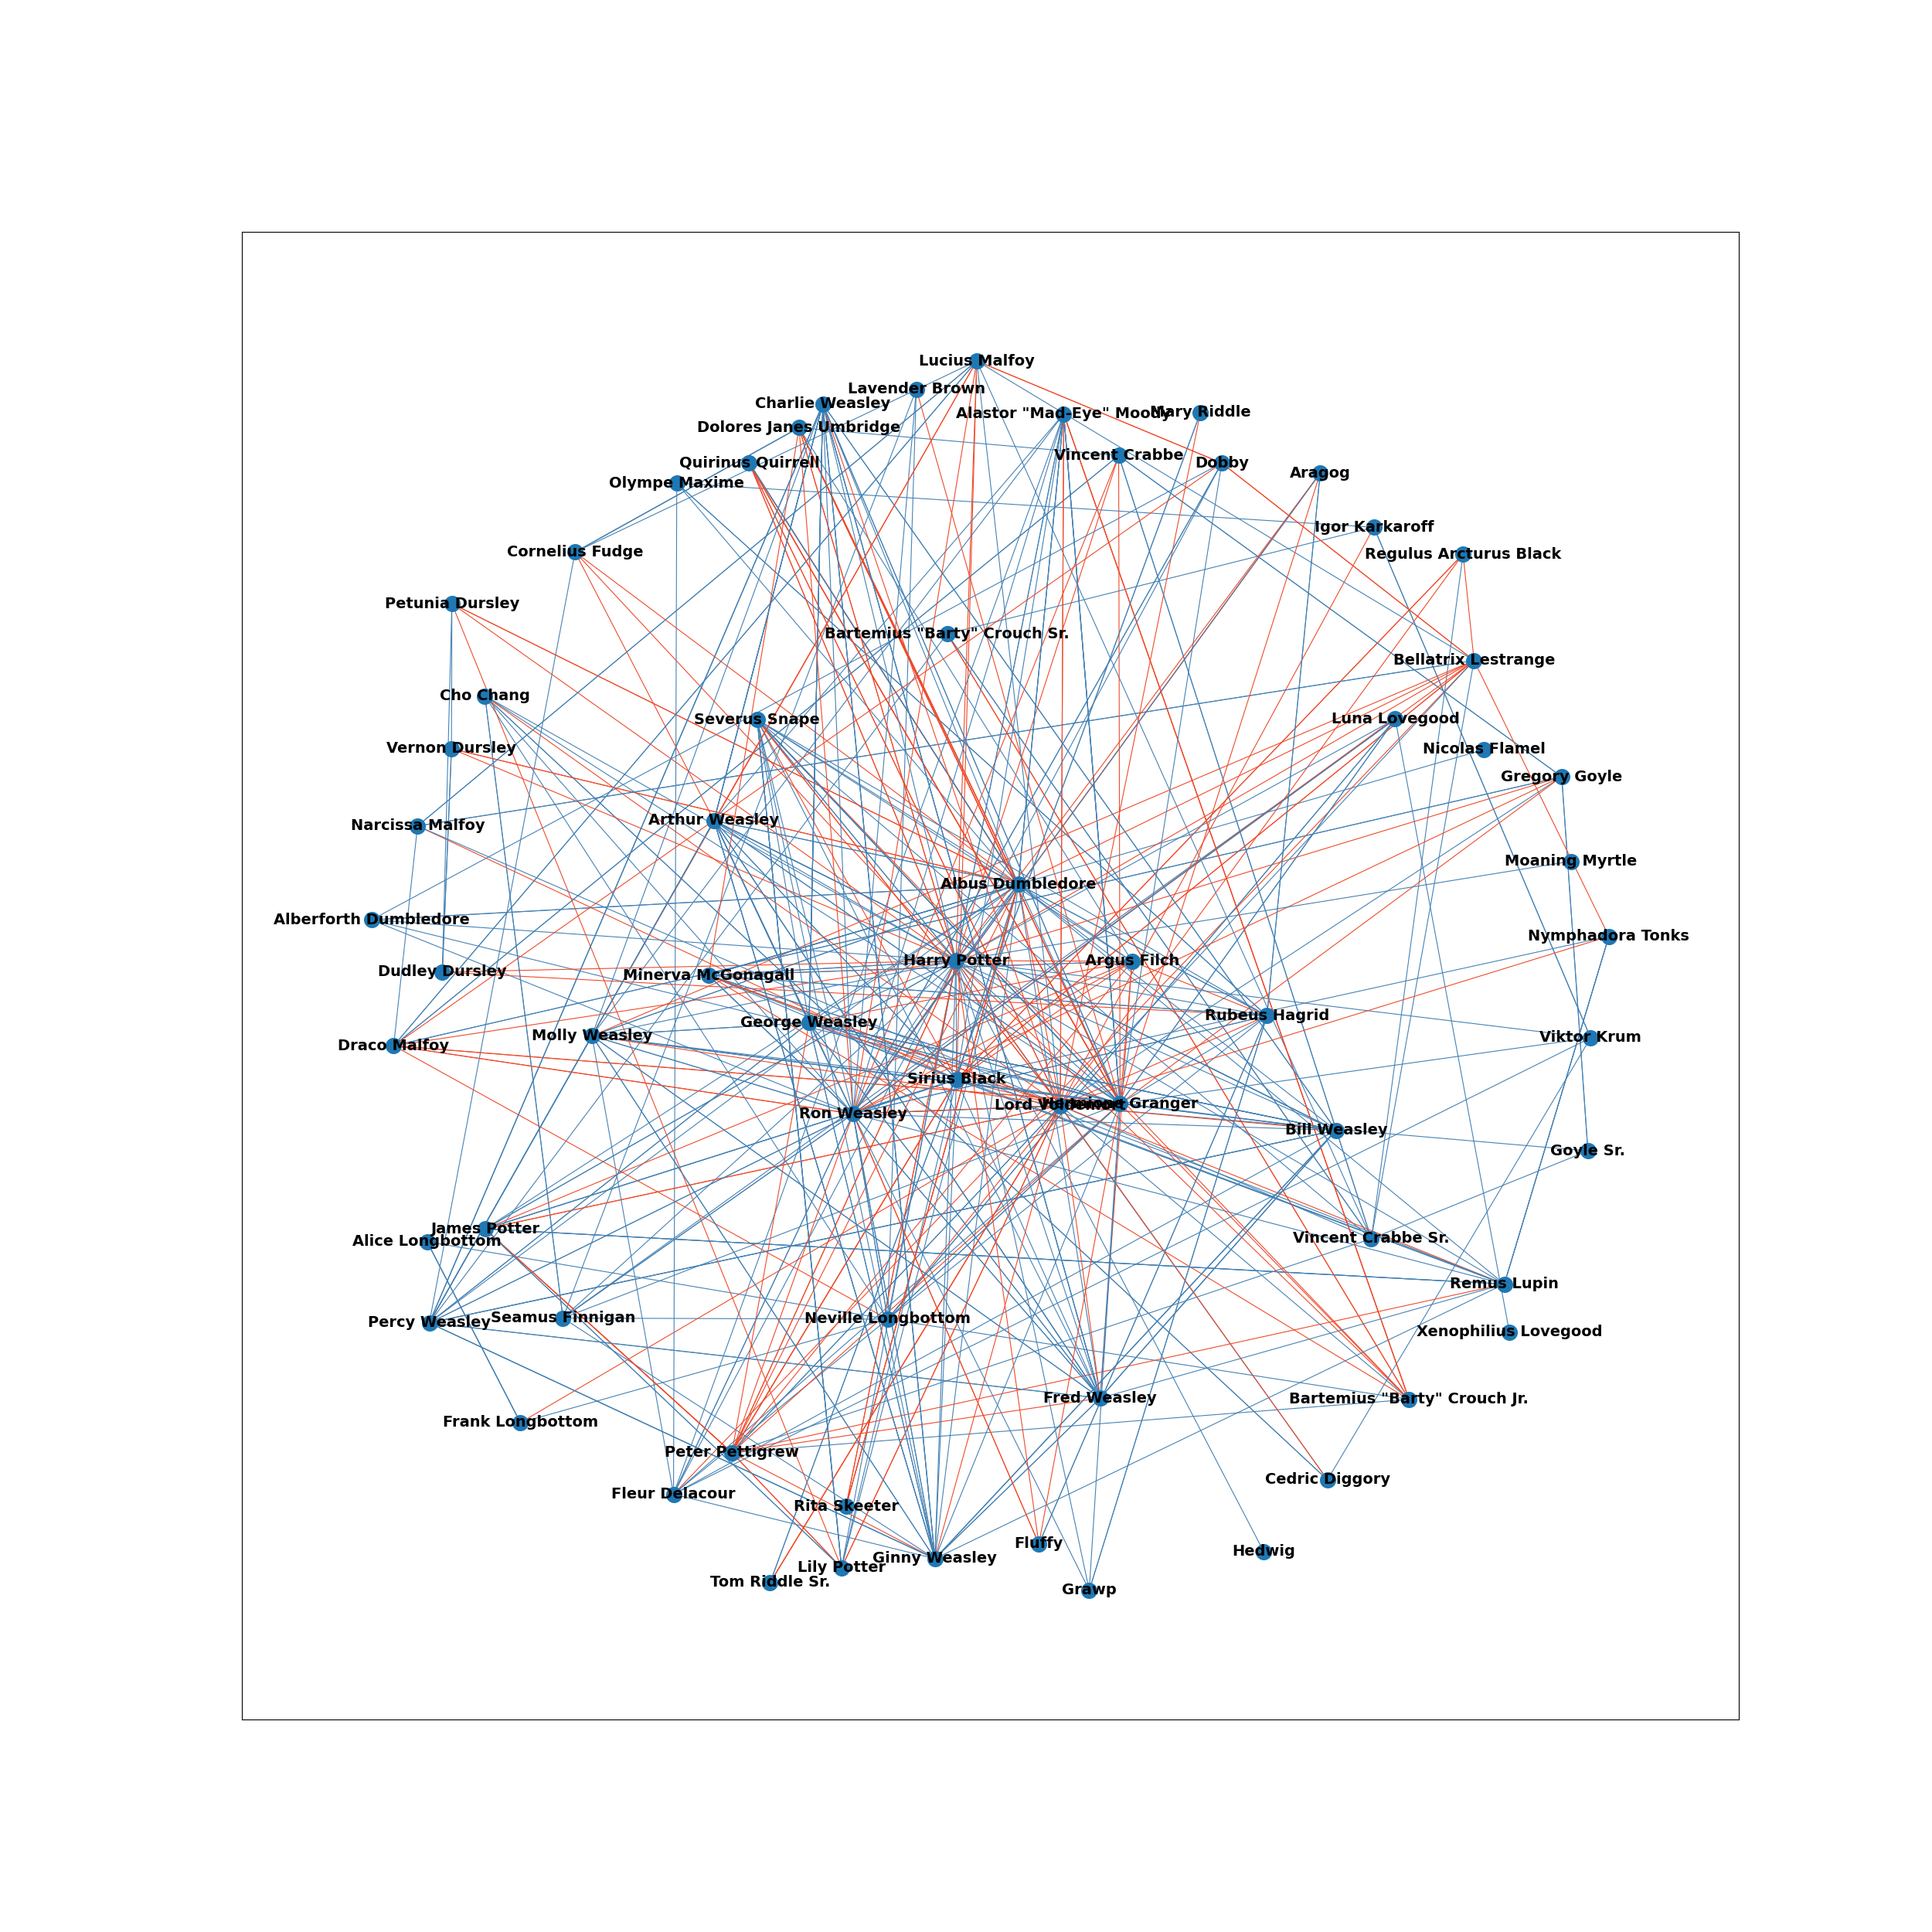 Lucius Malfoy
Lavender Brown
Charlie Weasley
Alastor "Mad-Eye" Moody
Mary Riddle
Dolores Janes Umbridge
Vincent Crabbe
Quirinus Quirrell
Dobby
Olympe Maxime
Aragog
Igor Karkaroff
Cornelius Fudge
Regulus Arcturus Black
Petunia Dursley
Bartemius "Barty" Crouch Sr.
Bellatrix Lestrange
Cho Chang
Severus Snape
Luna Lovegood
Vernon Dursley
Nicolas Flamel
Gregory Goyle
Narcissa Malfoy
Arthur Weasley
Moaning Myrtle
Albus Dumbledore
Alberforth Dumbledore
Nymphadora Tonks
Harry Potter
Argus Filch
Dudley Dursley
Minerva McGonagall
George Weasley
Rubeus Hagrid
Molly Weasley
Viktor Krum
Draco Malfoy
Sirius Black
Lord Voldemort
Hermione Granger
Ron Weasley
Bill Weasley
Goyle Sr.
James Potter
Alice Longbottom
Vincent Crabbe Sr.
Remus Lupin
Percy Weasley
Seamus Finnigan
Neville Longbottom
Xenophilius Lovegood
Fred Weasley
Bartemius "Barty" Crouch Jr.
Frank Longbottom
Peter Pettigrew
Cedric Diggory
Fleur Delacour
Rita Skeeter
Fluffy
Hedwig
Ginny Weasley
Lily Potter
Tom Riddle Sr.
Grawp